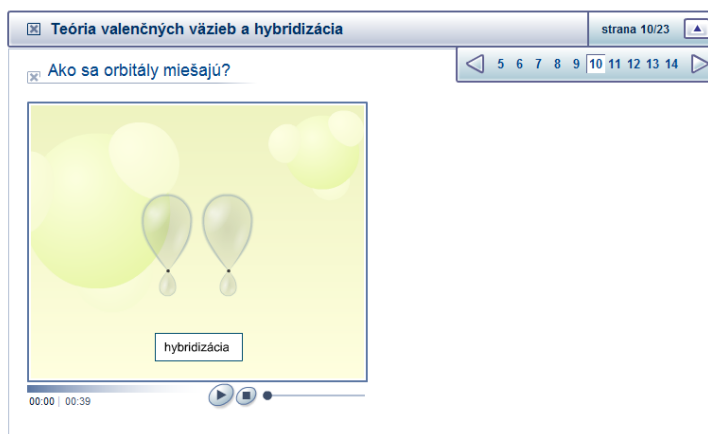 Teória valenčných väzieb a hybridizácia
strana 10/23
5 6 7 8 9 10 11 12 13 14
Ako sa orbitály miešajú?
hybridizácia
00:00 | 00:39